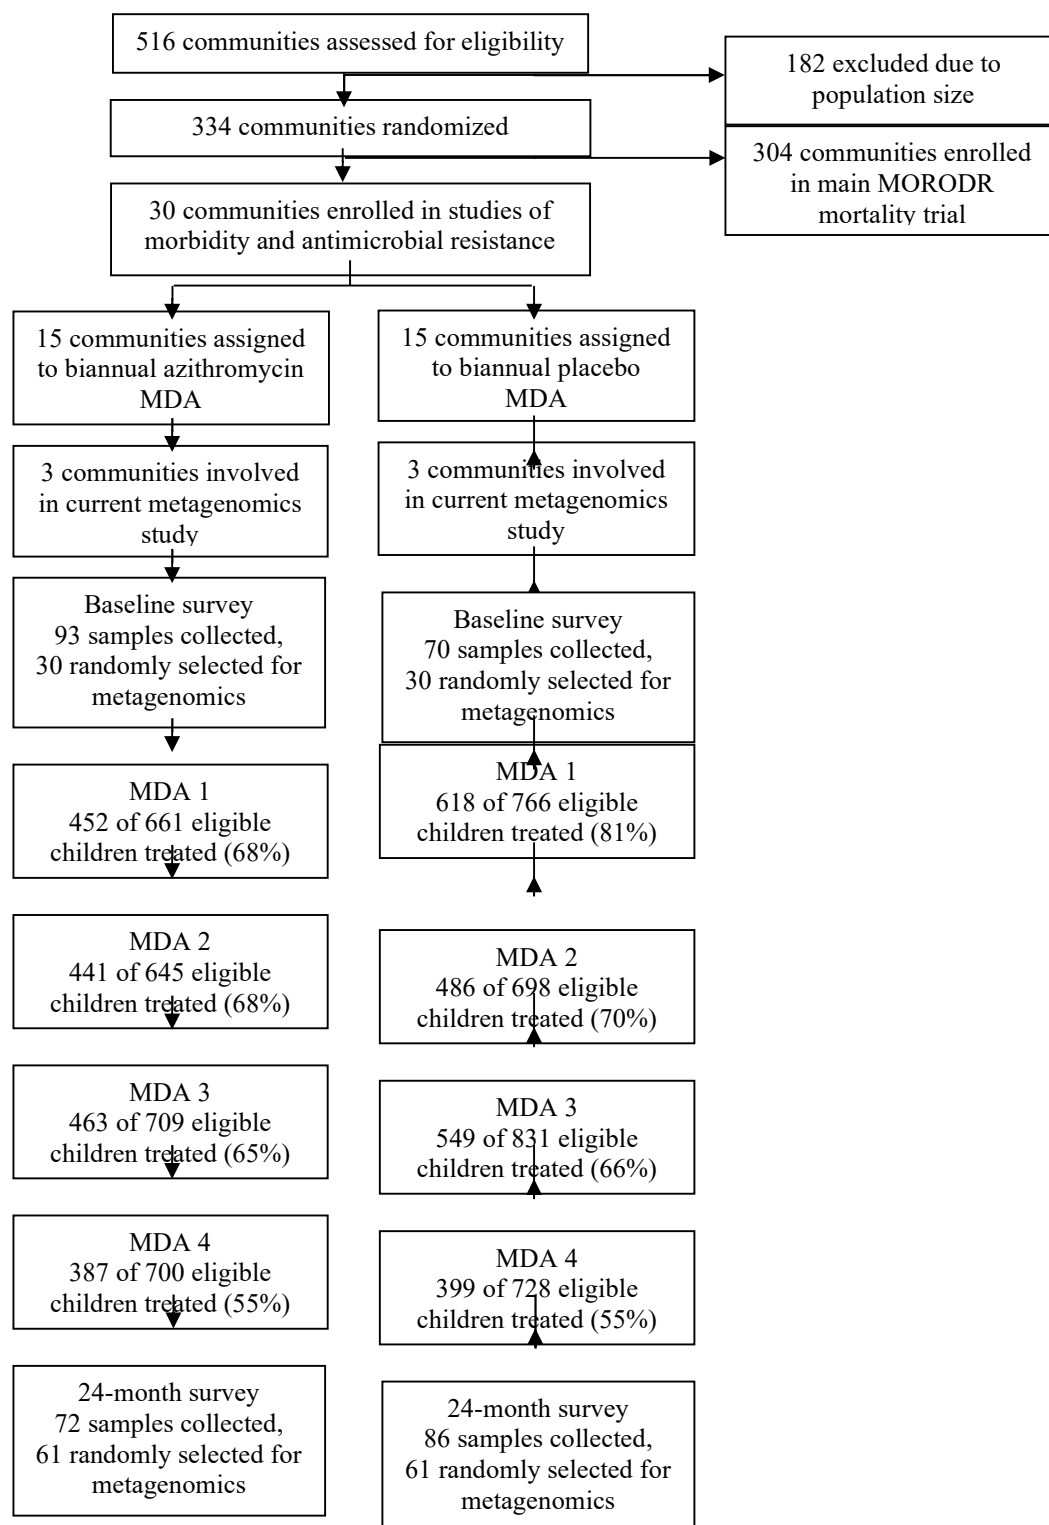 516 communities assessed for eligibility
182 excluded due to
population size
334 communities randomized
304 communities enrolled
in main MORODR
mortality trial
30 communities enrolled in studies of
morbidity and antimicrobial resistance
15 communities assigned
to biannual azithromycin
MDA
15 communities assigned
to biannual placebo
MDA
3 communities involved
in current metagenomics
study
3 communities involved
in current metagenomics
study
Baseline survey
93 samples collected,
30 randomly selected for
metagenomics
Baseline survey
70 samples collected,
30 randomly selected for
metagenomics
MDA 1
452 of 661 eligible
children treated (68%)
MDA 1
618 of 766 eligible
children treated (81%)
MDA 2
441 of 645 eligible
children treated (68%)
MDA 2
486 of 698 eligible
children treated (70%)
MDA 3
463 of 709 eligible
children treated (65%)
MDA 3
549 of 831 eligible
children treated (66%)
MDA 4
387 of 700 eligible
children treated (55%)
MDA 4
399 of 728 eligible
children treated (55%)
24-month survey
72 samples collected,
61 randomly selected for
metagenomics
24-month survey
86 samples collected,
61 randomly selected for
metagenomics